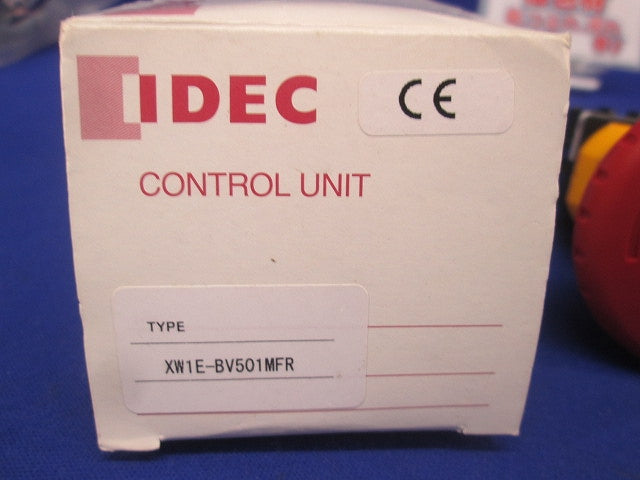 IDEC
CE
CONTROL UNIT
TYPE
XW1E-BV501MFR